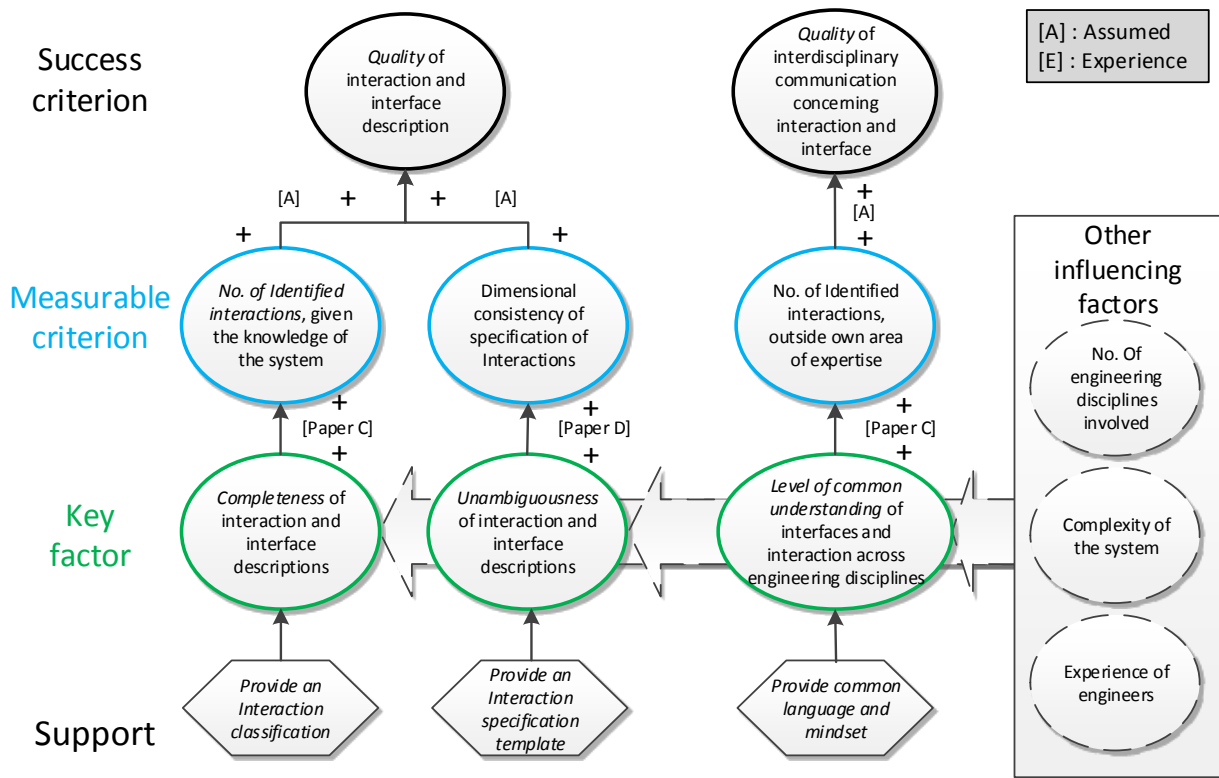 Success
criterion
Quality of
interaction and
interface
description
Quality of
interdisciplinary
communication
concerning
interaction and
interface
[A] : Assumed
[E] : Experience
+
[A]
+
+
[A]
+
+
[A]
+
Measurable
criterion
No. of Identified
interactions, given
the knowledge of
the system
Dimensional
consistency of
specification of
Interactions
No. of Identified
interactions,
outside own area
of expertise
Other
influencing
factors
No. Of
engineering
disciplines
involved
Complexity of
the system
Experience of
engineers
+
[Paper C]
+
+
[Paper D]
+
+
[Paper C]
+
Key
factor
Completeness of
interaction and
interface
descriptions
Unambiguousness
of interaction and
interface
descriptions
Level of common
understanding of
interfaces and
interaction across
engineering disciplines
Support
Provide an
Interaction
classification
Provide an
Interaction
specification
template
Provide common
language and
mindset